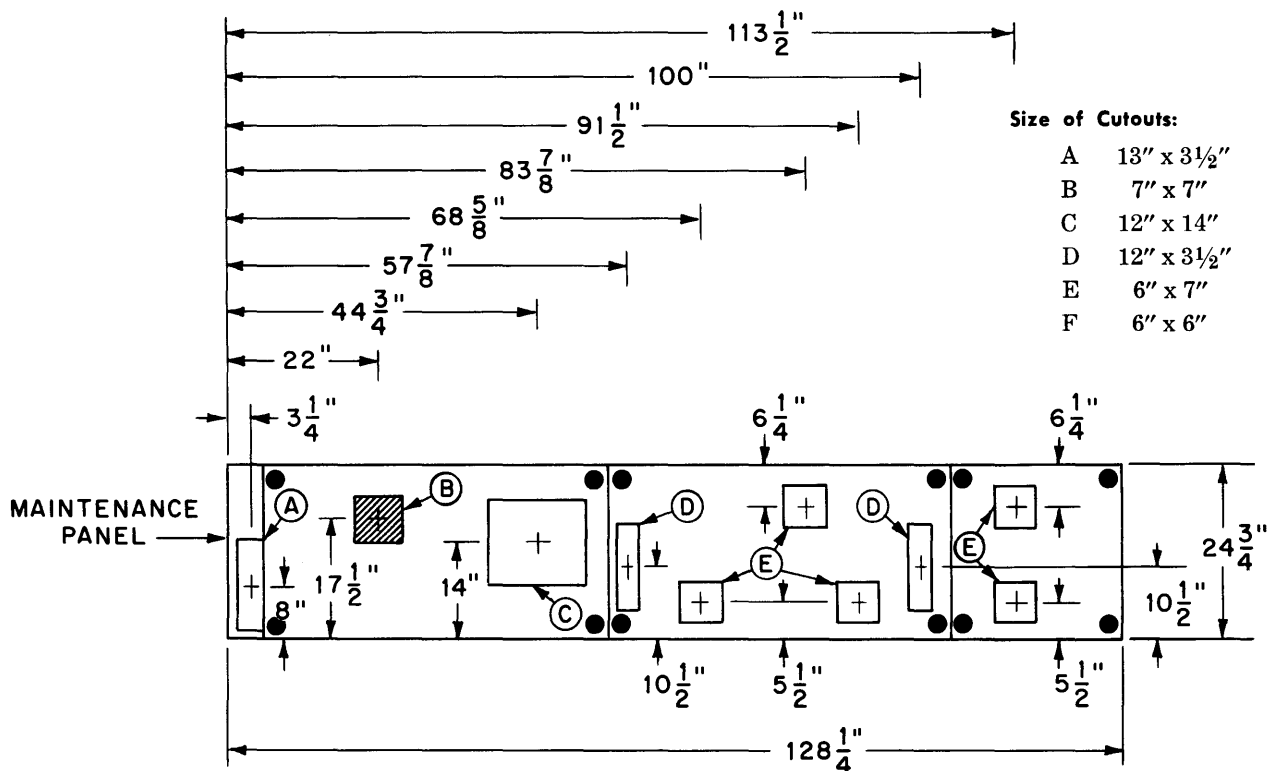 113 1/2"
100"
91 1/2"
Size of Cutouts:
A 13" x 3½"
B 7" x 7"
C 12" x 14"
D 12" x 3½"
E 6" x 7"
F 6" x 6"
83 7/8"
68 5/8"
57 7/8"
44 3/4"
22"
3 1/4"
6 1/4"
6 1/4"
MAINTENANCE
PANEL
A
B
C
D
E
D
E
17 1/2"
8"
14"
24 3/4"
10 1/2"
10 1/2"
5 1/2"
5 1/2"
128 1/4"